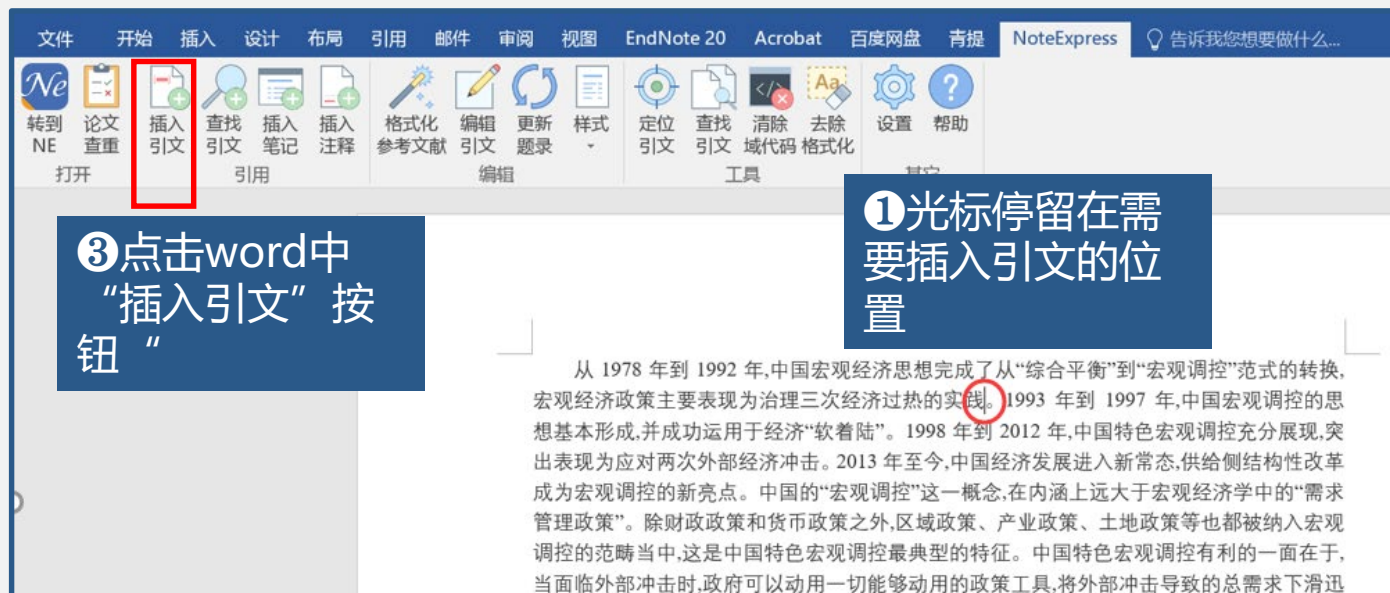 文件 开始 插入 设计 布局 引用 邮件 审阅 视图 EndNote 20 Acrobat 百度网盘 青提 NoteExpress 告诉我您想要做什么...
Ne
转到 论文 插入 查找 插入 插入 格式化 编辑 更新 样式 定位 查找 清除 去除 设置 帮助
NE 查重 引文 引文 笔记 注释 参考文献 引文 题录 引文 引文 域代码 格式化
打开 引用 编辑 工具
❶光标停留在需
要插入引文的位
置
❸点击word中
“插入引文”按
钮“
从 1978 年到 1992 年,中国宏观经济思想完成了从“综合平衡”到“宏观调控”范式的转换,
宏观经济政策主要表现为治理三次经济过热的实践。1993 年到 1997 年,中国宏观调控的思
想基本形成,并成功运用于经济“软着陆”。1998 年到 2012 年,中国特色宏观调控充分展现,突
出表现为应对两次外部经济冲击。2013 年至今,中国经济发展进入新常态,供给侧结构性改革
成为宏观调控的新亮点。中国的“宏观调控”这一概念,在内涵上远大于宏观经济学中的“需求
管理政策”。除财政政策和货币政策之外,区域政策、产业政策、土地政策等也都被纳入宏观
调控的范畴当中,这是中国特色宏观调控最典型的特征。中国特色宏观调控有利的一面在于,
当面临外部冲击时,政府可以动用一切能够动用的政策工具,将外部冲击导致的总需求下滑迅